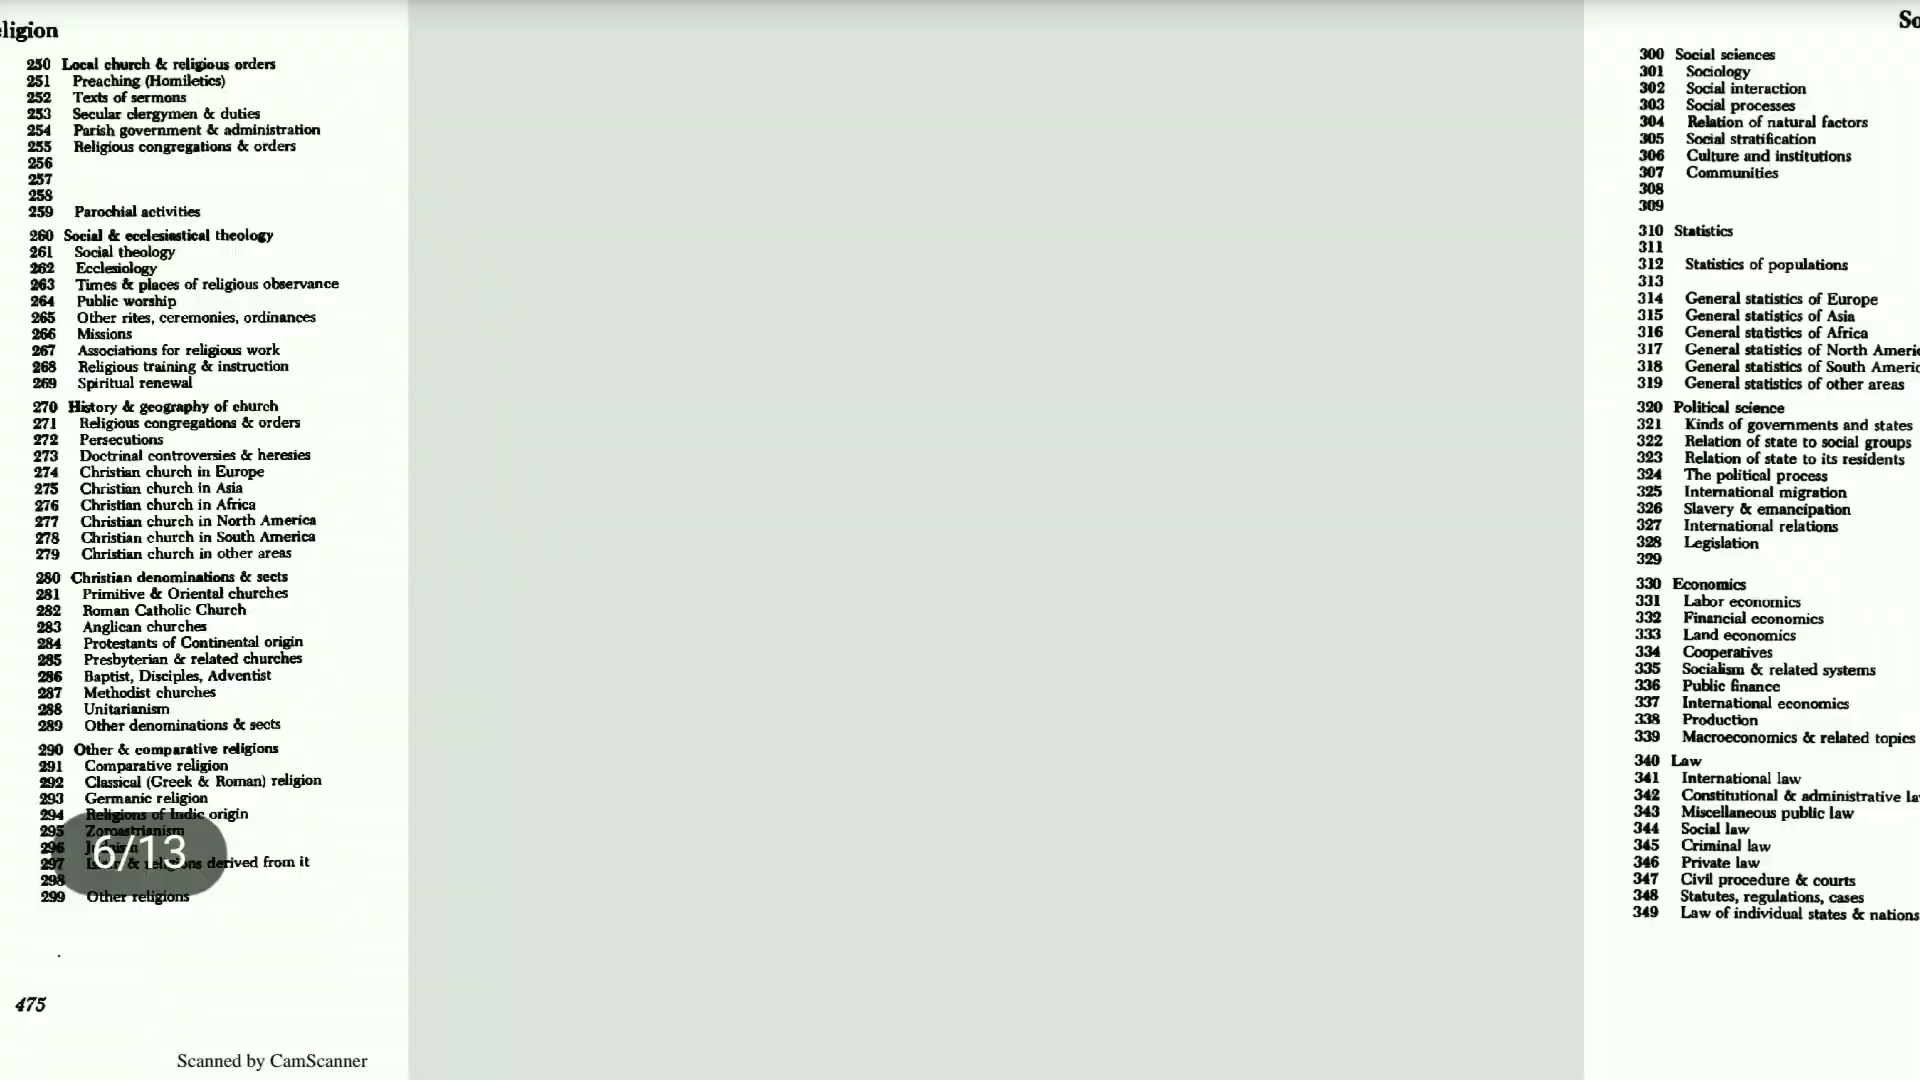 eligion
250 Local church & religious orders
251 Preaching (Homiletics)
252 Texts of sermons
253 Secular clergymen & duties
254 Parish government & administration
255 Religious congregations & orders
256
257
258
259 Parochial activities
260 Social & ecclesiastical theology
261 Social theology
262 Ecclesiology
263 Times & places of religious observance
264 Public worship
265 Other rites, ceremonies, ordinances
266 Missions
267 Associations for religious work
268 Religious training & instruction
269 Spiritual renewal
270 History & geography of church
271 Religious congregations & orders
272 Persecutions
273 Doctrinal controversies & heresies
274 Christian church in Europe
275 Christian church in Asia
276 Christian church in Africa
277 Christian church in North America
278 Christian church in South America
279 Christian church in other areas
280 Christian denominations & sects
281 Primitive & Oriental churches
282 Roman Catholic Church
283 Anglican churches
284 Protestants of Continental origin
285 Presbyterian & related churches
286 Baptist, Disciples, Adventist
287 Methodist churches
288 Unitarianism
289 Other denominations & sects
290 Other & comparative religions
291 Comparative religion
292 Classical (Greek & Roman) religion
293 Germanic religion
294 Religions of Indic origin
295 Zoroastrianism
296
6/13
297 & religions derived from it
298
299 Other religions
475
Scanned by CamScanner
So
300 Social sciences
301 Sociology
302 Social interaction
303 Social processes
304 Relation of natural factors
305 Social stratification
306 Culture and institutions
307 Communities
308
309
310 Statistics
311
312 Statistics of populations
313
314 General statistics of Europe
315 General statistics of Asia
316 General statistics of Africa
317 General statistics of North Americ
318 General statistics of South Americ
319 General statistics of other areas
320 Political science
321 Kinds of governments and states
322 Relation of state to social groups
323 Relation of state to its residents
324 The political process
325 International migration
326 Slavery & emancipation
327 International relations
328 Legislation
329
330 Economics
331 Labor economics
332 Financial economics
333 Land economics
334 Cooperatives
335 Socialism & related systems
336 Public finance
337 International economics
338 Production
339 Macroeconomics & related topics
340 Law
341 International law
342 Constitutional & administrative la
343 Miscellaneous public law
344 Social law
345 Criminal law
346 Private law
347 Civil procedure & courts
348 Statutes, regulations, cases
349 Law of individual states & nations